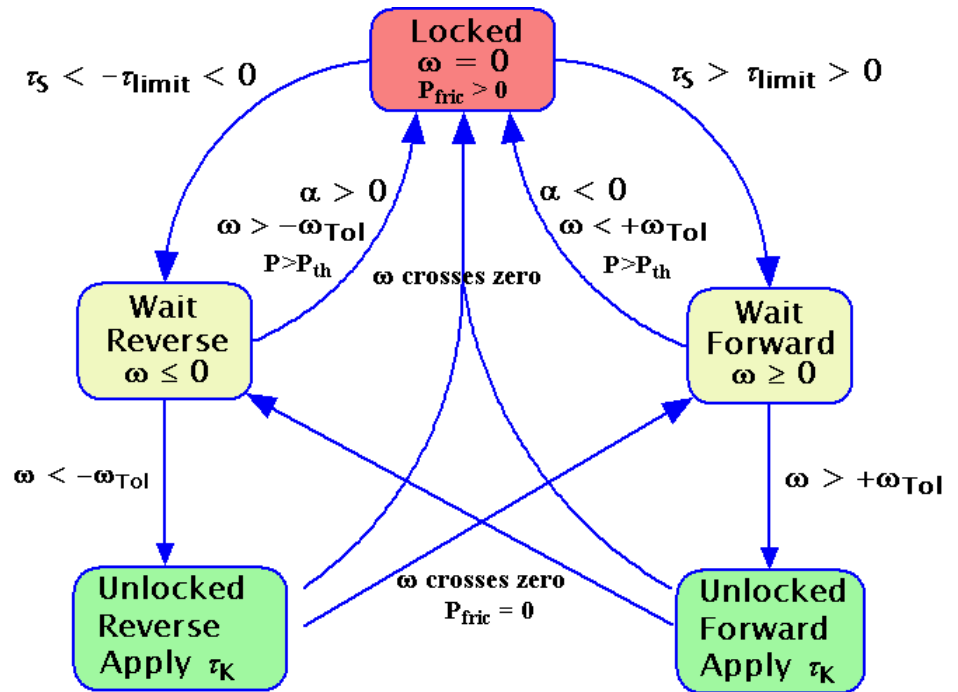 Locked
ω = 0
P_fric > 0
τ_S < −τ_limit < 0
τ_S > τ_limit > 0
α > 0
ω > −ω_Tol
P>P_th
α < 0
ω < +ω_Tol
P>P_th
ω crosses zero
Wait
Reverse
ω ≤ 0
Wait
Forward
ω ≥ 0
ω < −ω_Tol
ω > +ω_Tol
ω crosses zero
P_fric = 0
Unlocked
Reverse
Apply τ_K
Unlocked
Forward
Apply τ_K